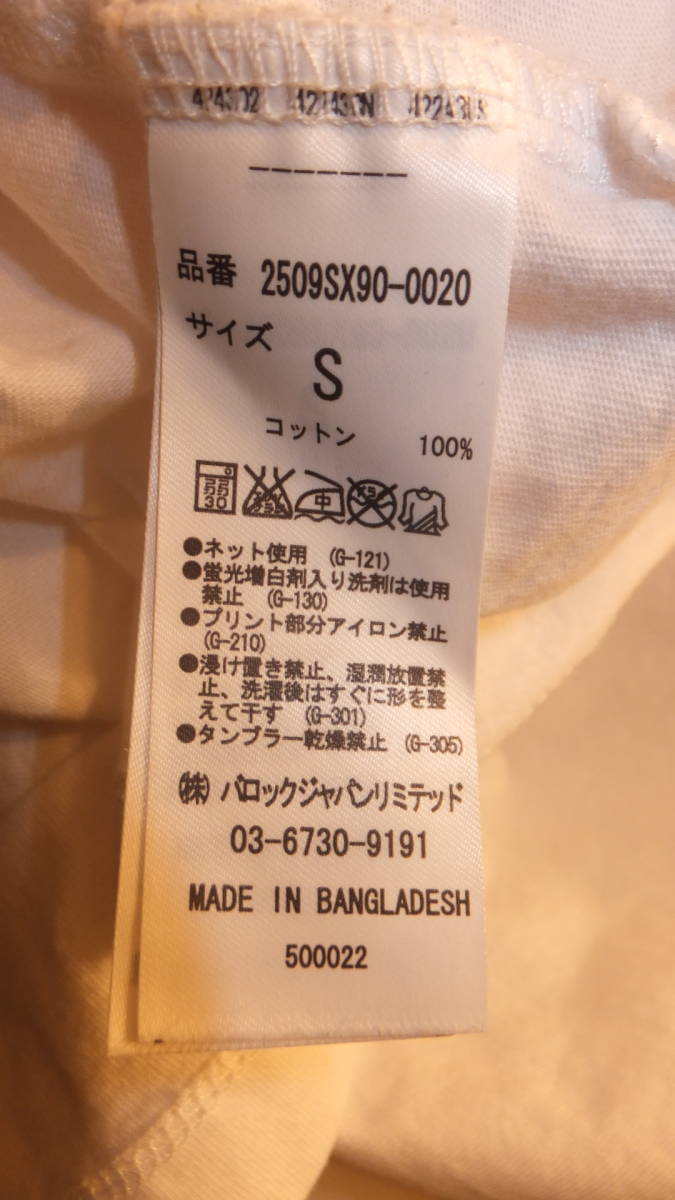 -------
品番 2509SX90-0020
サイズ
S
コットン 100%
弱 30 中
●ネット使用 (G-121)
●蛍光増白剤入り洗剤は使用
禁止 (G-130)
●プリント部分アイロン禁止
(G-210)
●浸け置き禁止、湿潤放置禁
止、洗濯後はすぐに形を整
えて干す (G-301)
●タンブラー乾燥禁止 (G-305)
㈱ バロックジャパンリミテッド
03-6730-9191
MADE IN BANGLADESH
500022